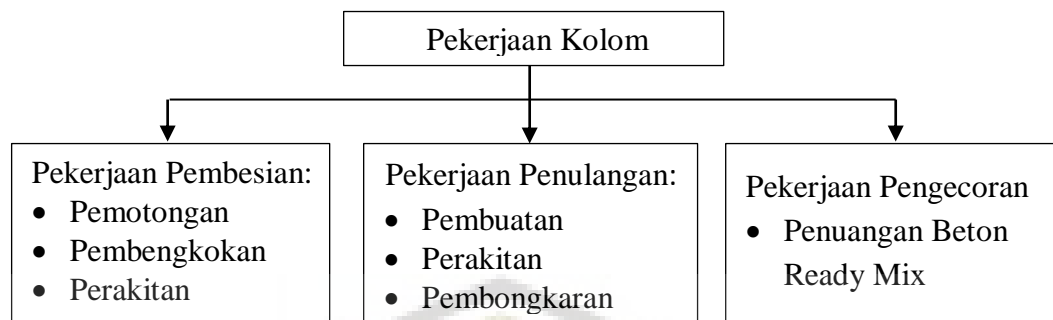 Pekerjaan Kolom
Pekerjaan Pembesian:
• Pemotongan
• Pembengkokan
• Perakitan
Pekerjaan Penulangan:
• Pembuatan
• Perakitan
• Pembongkaran
Pekerjaan Pengecoran
• Penuangan Beton
Ready Mix